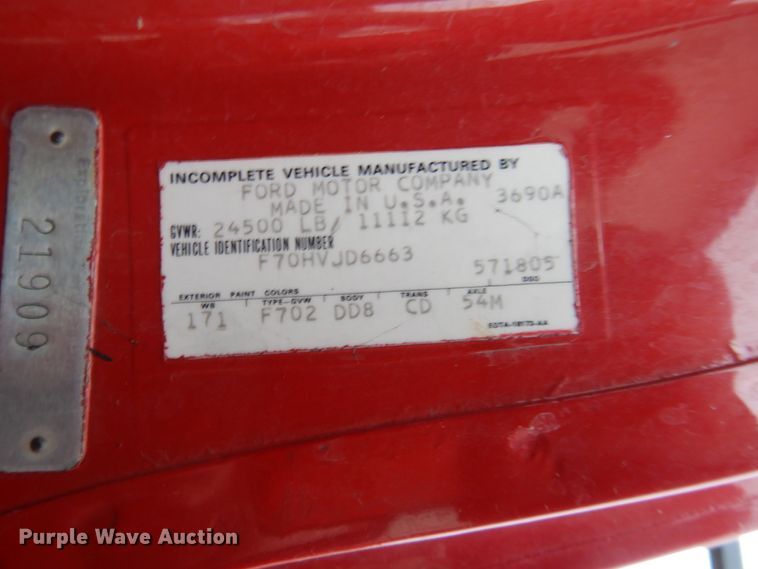 INCOMPLETE VEHICLE MANUFACTURED BY
FORD MOTOR COMPANY
MADE IN U.S.A. 3690A
GVWR: 24500 LB/ 11112 KG
VEHICLE IDENTIFICATION NUMBER
F70HVJD6663
571805
EXTERIOR PAINT COLORS DSO
WB TYPE-GVW BODY TRANS AXLE
171 F702 DD8 CD 54M
21909
Purple Wave Auction